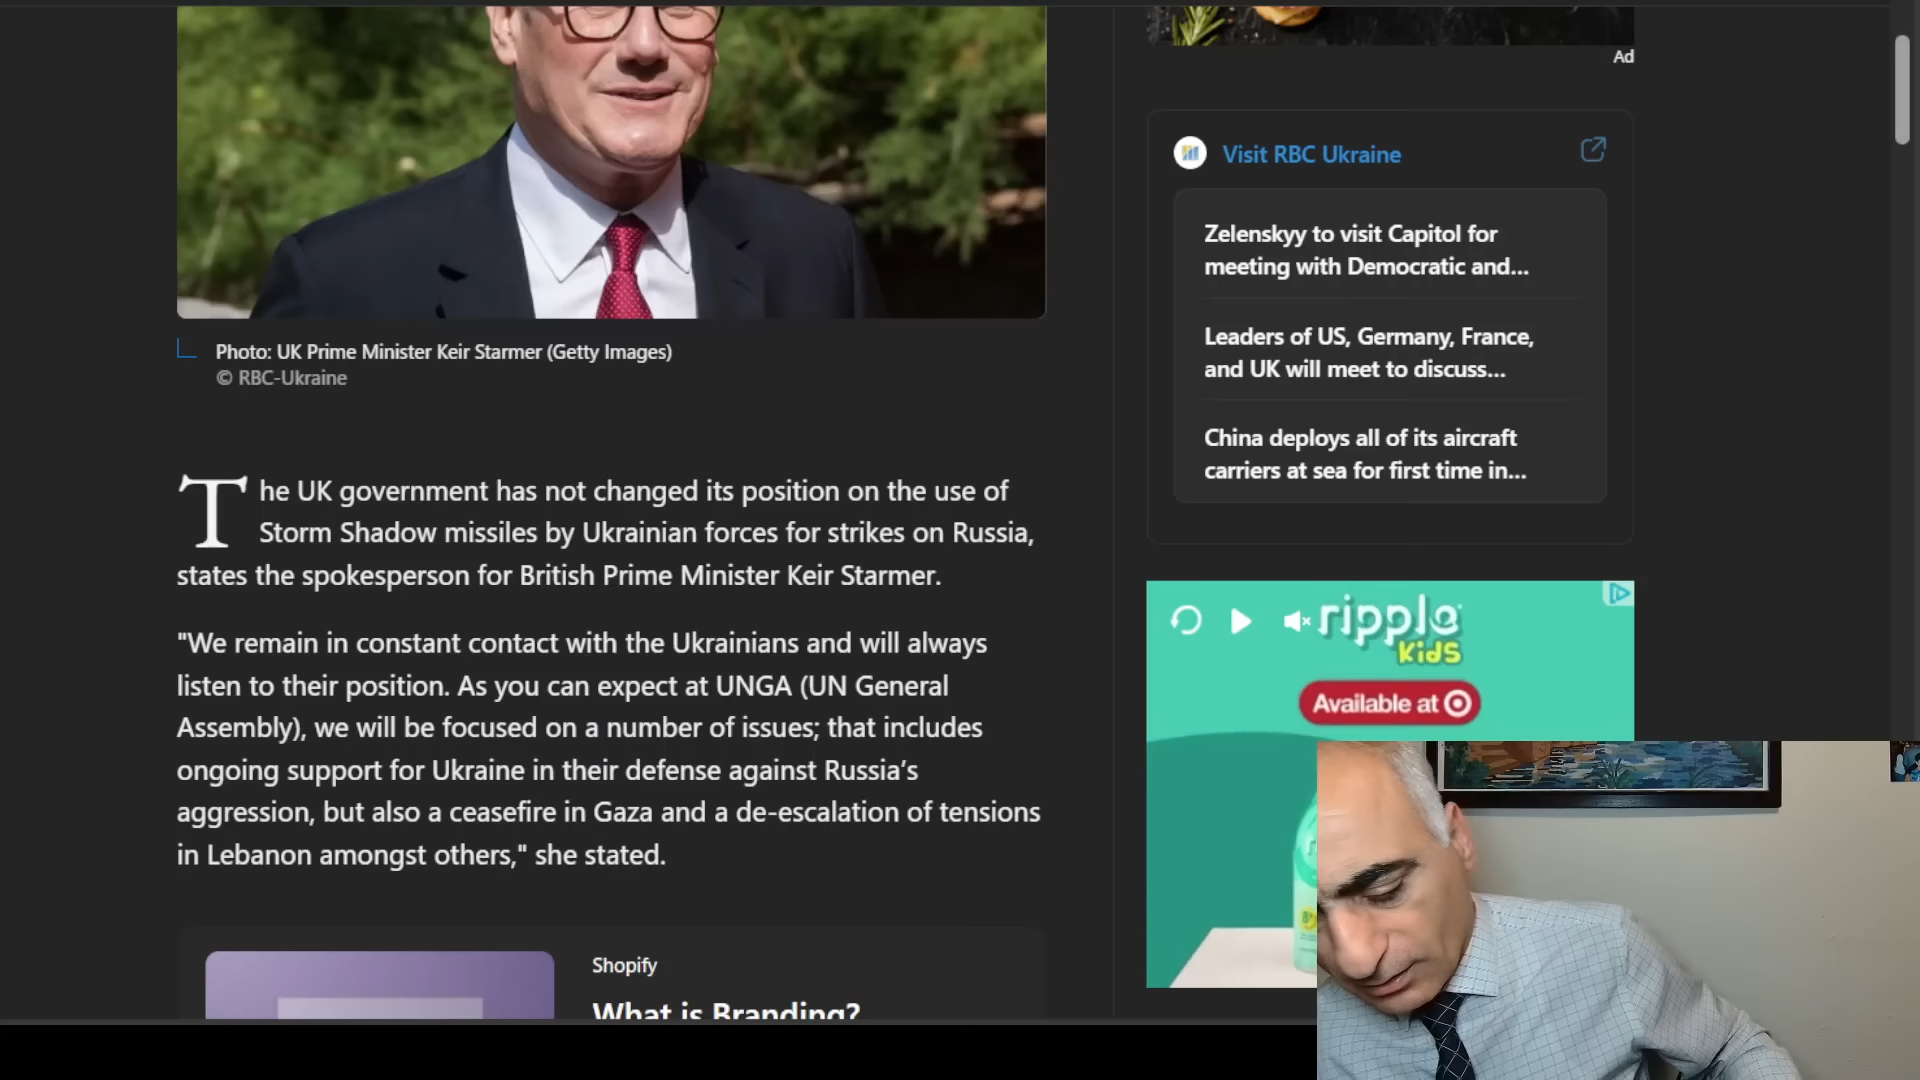 Photo: UK Prime Minister Keir Starmer (Getty Images)
© RBC-Ukraine
The UK government has not changed its position on the use of
Storm Shadow missiles by Ukrainian forces for strikes on Russia,
states the spokesperson for British Prime Minister Keir Starmer.
"We remain in constant contact with the Ukrainians and will always
listen to their position. As you can expect at UNGA (UN General
Assembly), we will be focused on a number of issues; that includes
ongoing support for Ukraine in their defense against Russia’s
aggression, but also a ceasefire in Gaza and a de-escalation of tensions
in Lebanon amongst others," she stated.
Shopify
What is Branding?
Ad
Visit RBC Ukraine
Zelenskyy to visit Capitol for
meeting with Democratic and...
Leaders of US, Germany, France,
and UK will meet to discuss...
China deploys all of its aircraft
carriers at sea for first time in...
ripple
KIDS
Available at